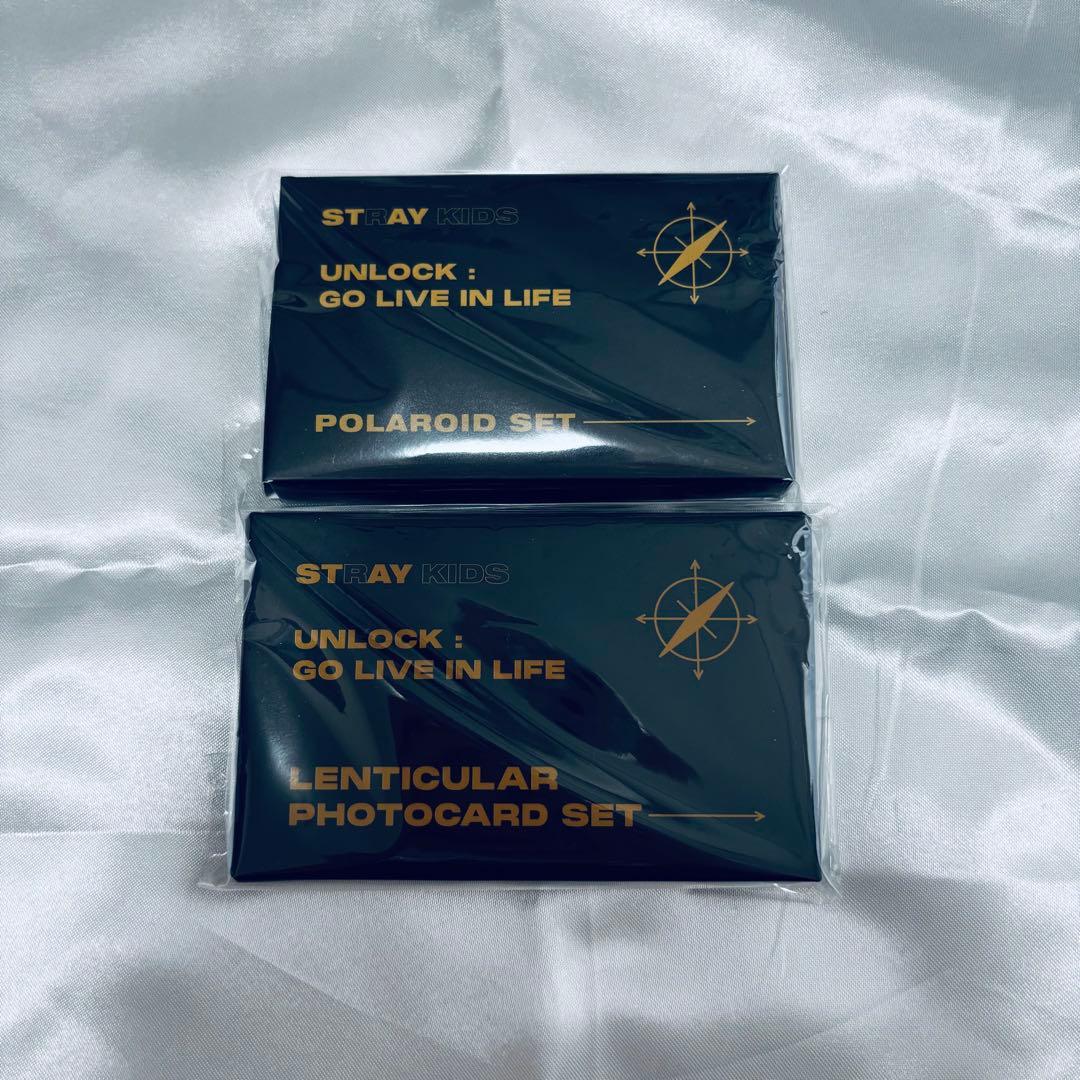 STRAY KIDS
UNLOCK :
GO LIVE IN LIFE
POLAROID SET
STRAY KIDS
UNLOCK :
GO LIVE IN LIFE
LENTICULAR
PHOTOCARD SET